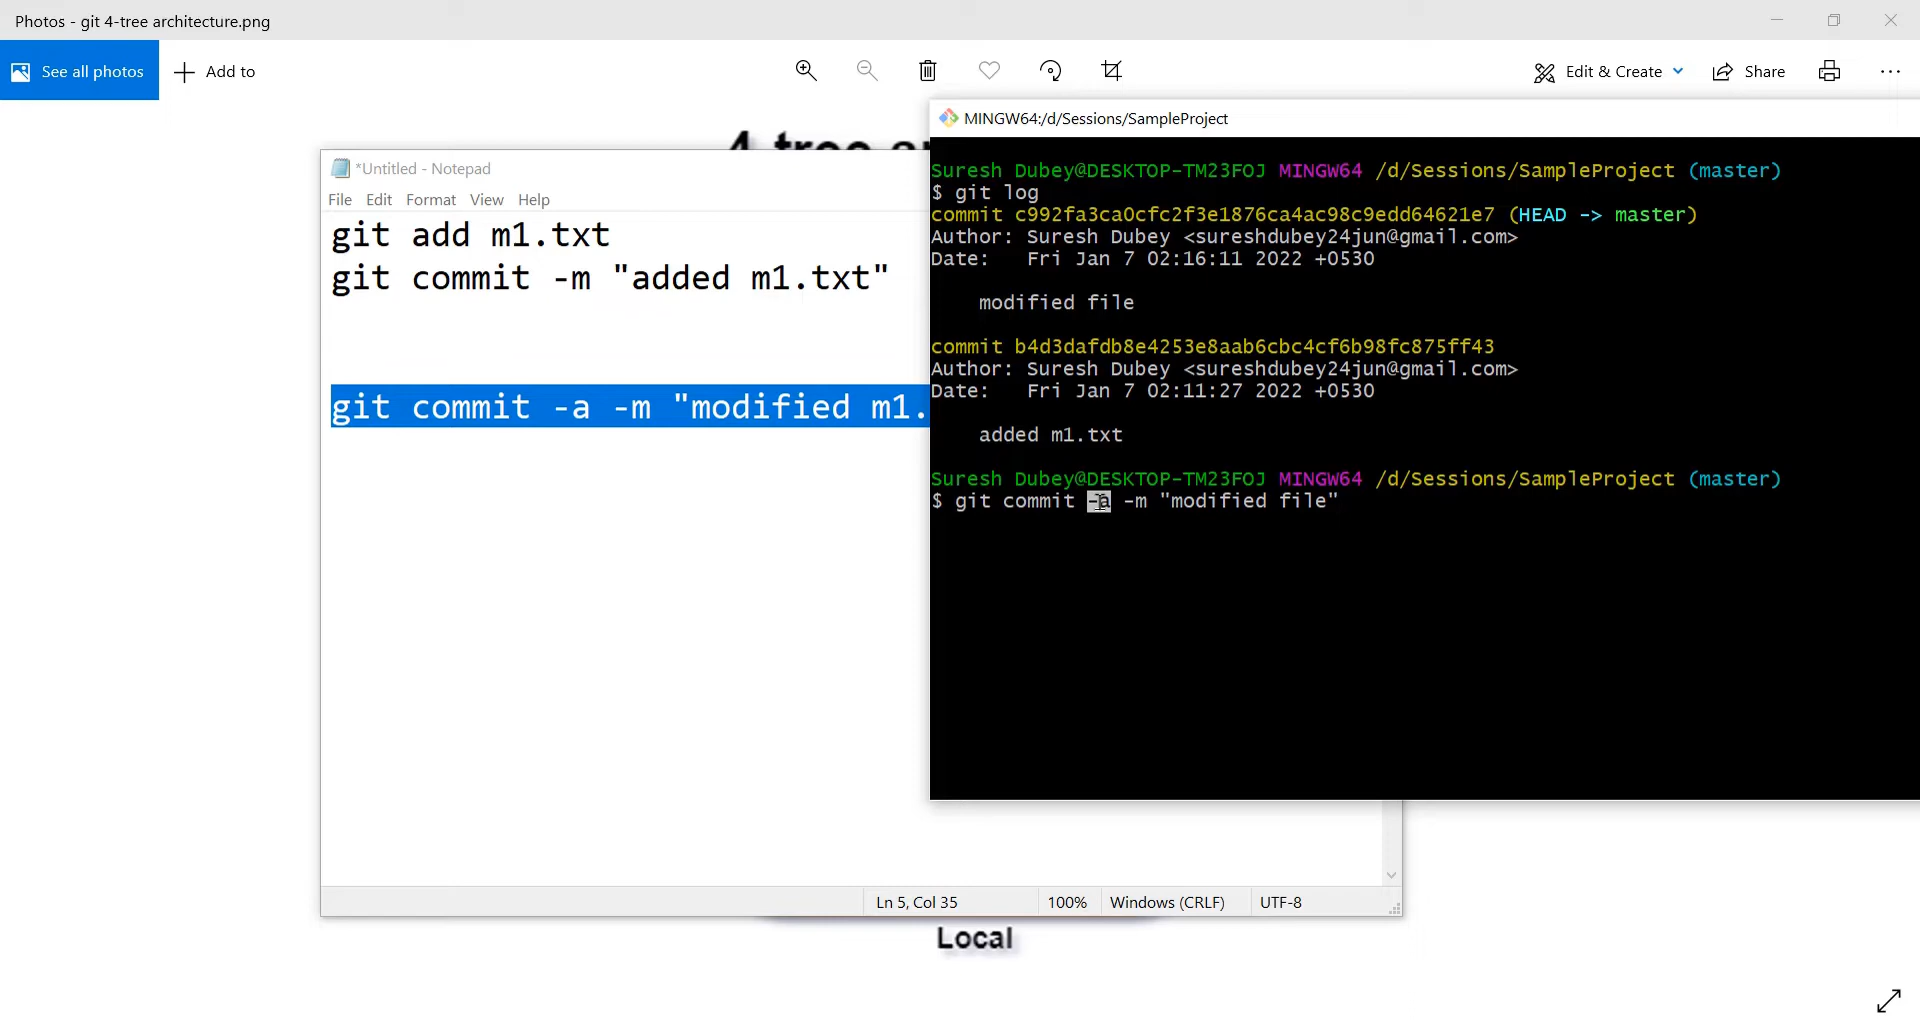 Photos - git 4-tree architecture.png
See all photos
Add to
Edit & Create
Share
4-tree
*Untitled - Notepad
File Edit Format View Help
git add m1.txt
git commit -m "added m1.txt"
git commit -a -m "modified m1.
Ln 5, Col 35
100%
Windows (CRLF)
UTF-8
MINGW64:/d/Sessions/SampleProject
Suresh Dubey@DESKTOP-TM23FOJ MINGW64 /d/Sessions/SampleProject (master)
$ git log
commit c992fa3ca0cfc2f3e1876ca4ac98c9edd64621e7 (HEAD -> master)
Author: Suresh Dubey <sureshdubey24jun@gmail.com>
Date: Fri Jan 7 02:16:11 2022 +0530
modified file
commit b4d3dafdb8e4253e8aab6cbc4cf6b98fc875ff43
Author: Suresh Dubey <sureshdubey24jun@gmail.com>
Date: Fri Jan 7 02:11:27 2022 +0530
added m1.txt
Suresh Dubey@DESKTOP-TM23FOJ MINGW64 /d/Sessions/SampleProject (master)
$ git commit -a -m "modified file"
Local